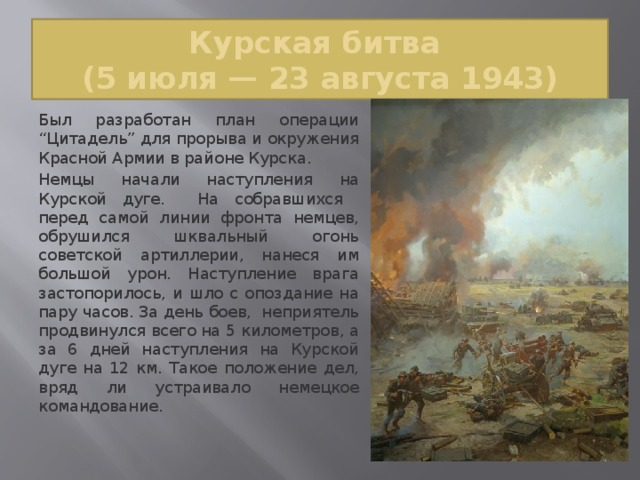 Курская битва
(5 июля — 23 августа 1943)
Был разработан план операции
“Цитадель” для прорыва и окружения
Красной Армии в районе Курска.
Немцы начали наступления на
Курской дуге. На собравшихся
перед самой линии фронта немцев,
обрушился шквальный огонь
советской артиллерии, нанеся им
большой урон. Наступление врага
застопорилось, и шло с опоздание на
пару часов. За день боев, неприятель
продвинулся всего на 5 километров, а
за 6 дней наступления на Курской
дуге на 12 км. Такое положение дел,
вряд ли устраивало немецкое
командование.